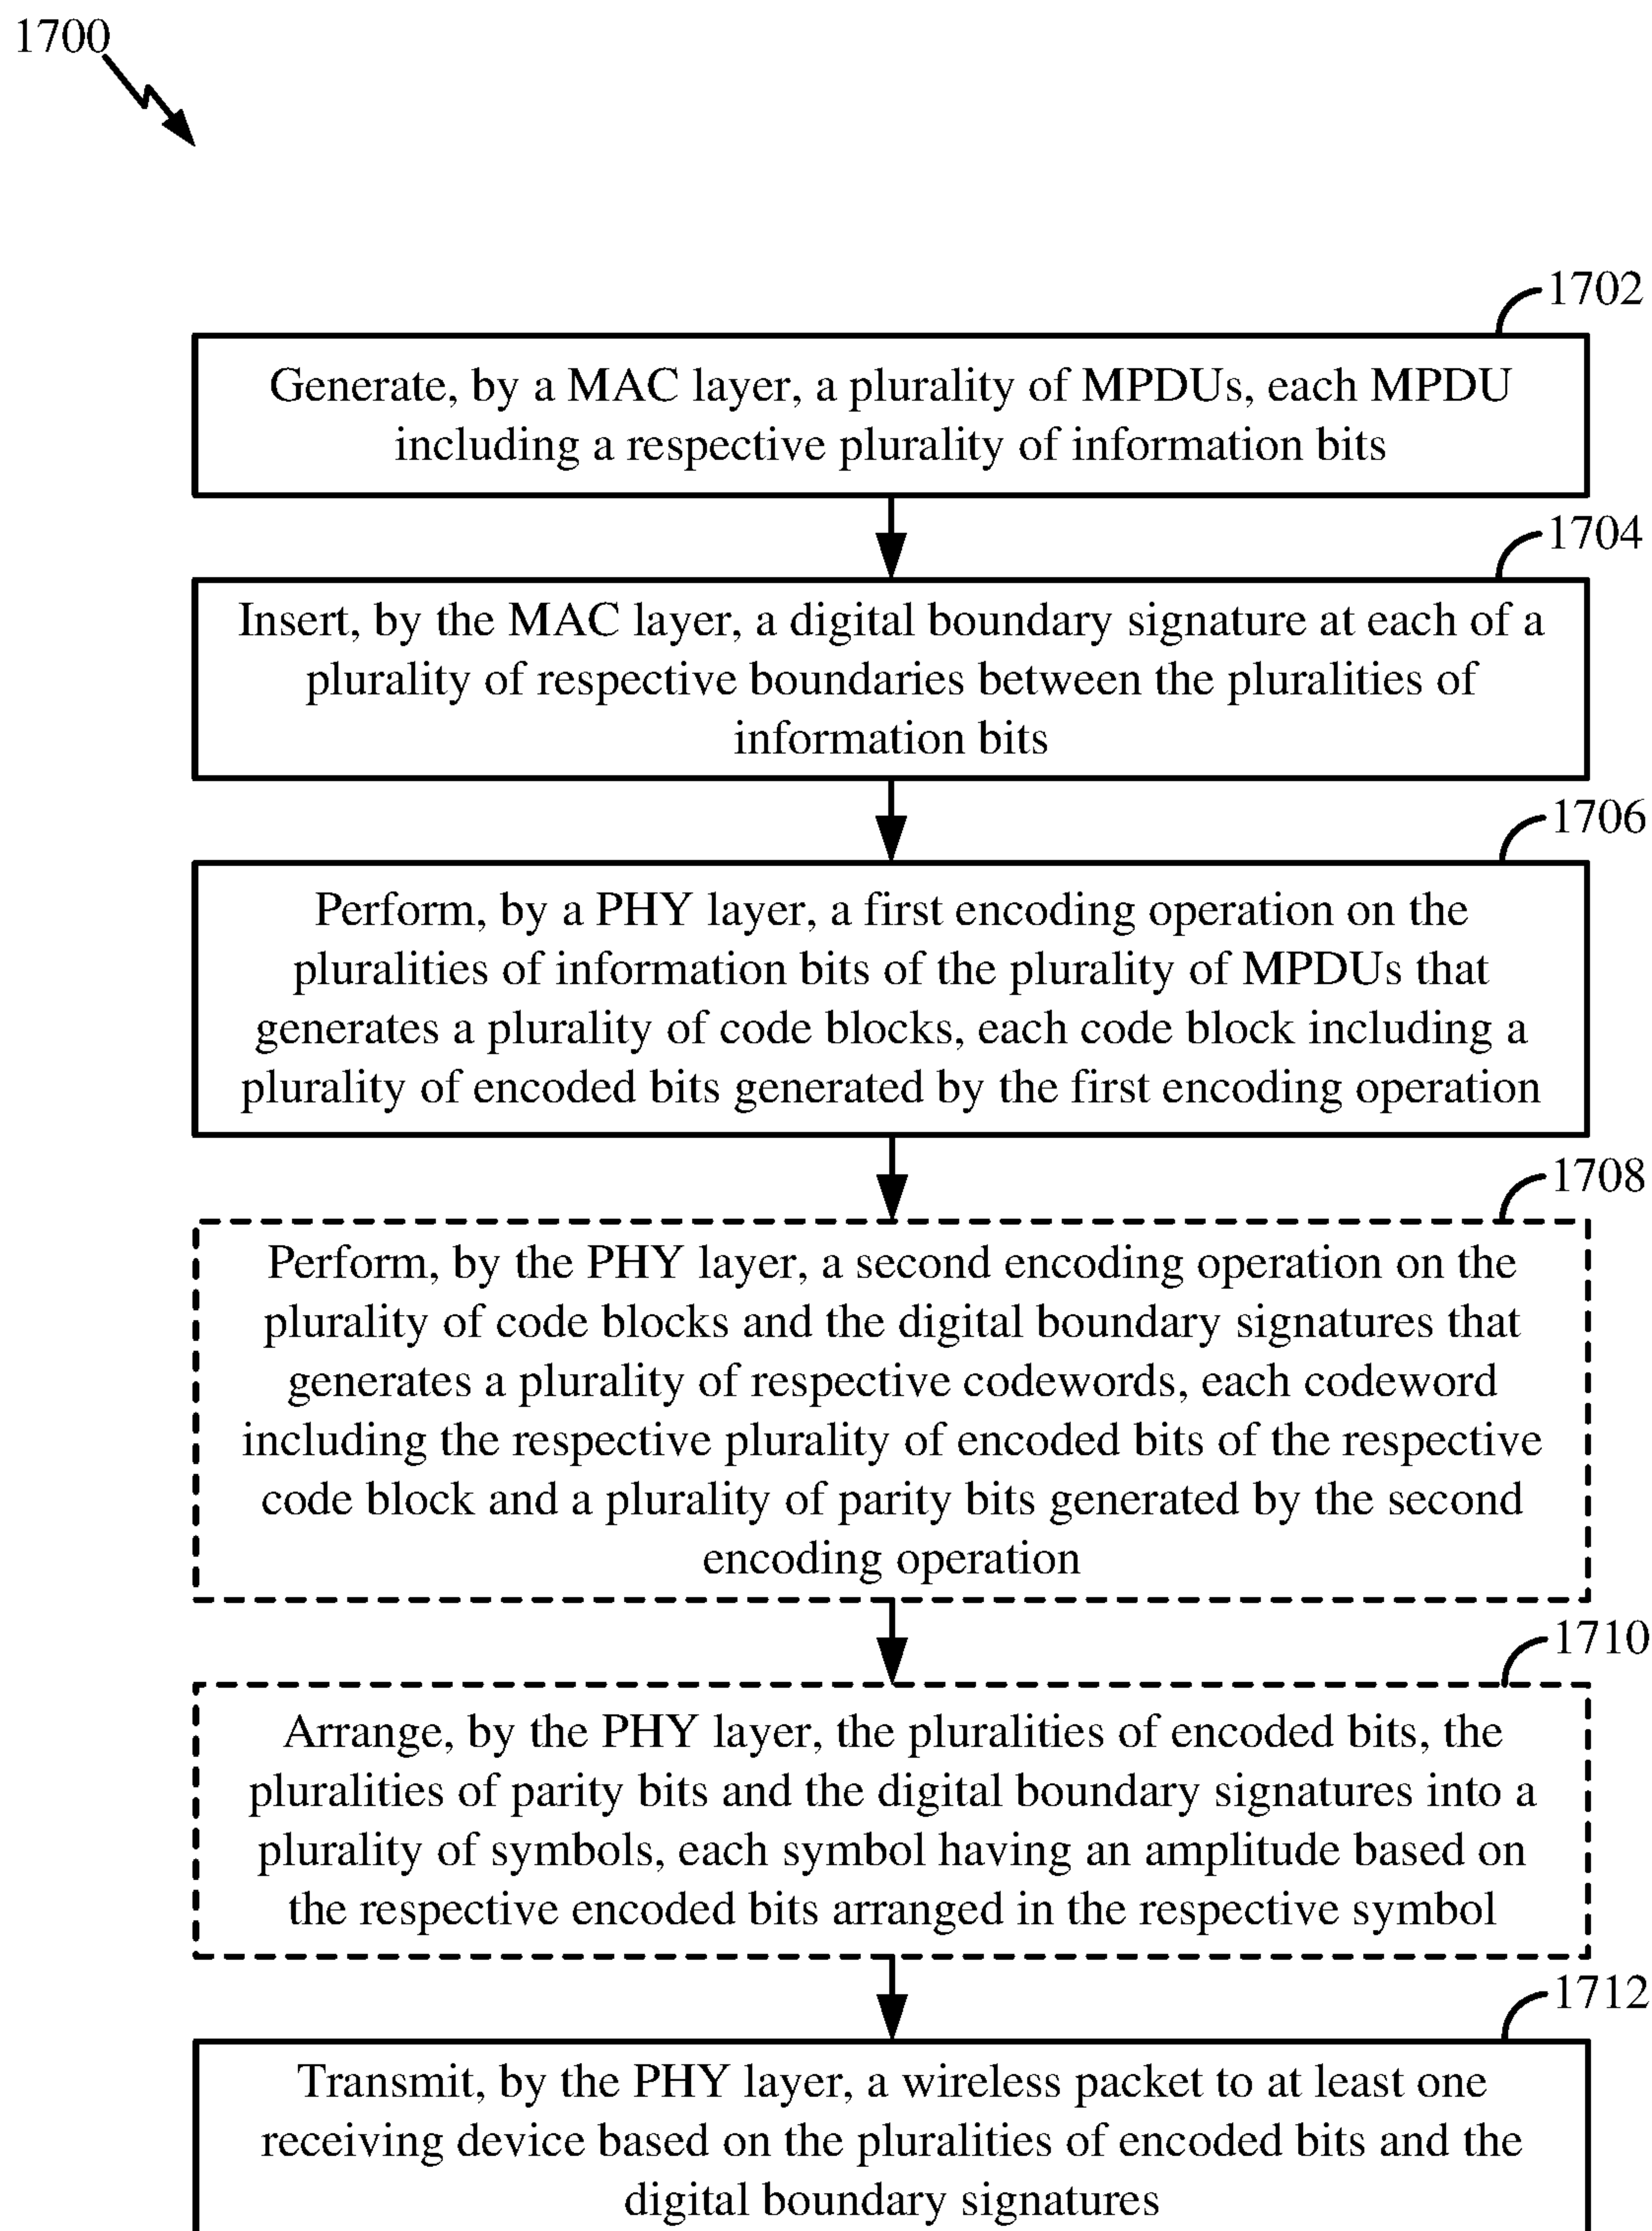 1700
1702
Generate, by a MAC layer, a plurality of MPDUs, each MPDU
including a respective plurality of information bits
1704
Insert, by the MAC layer, a digital boundary signature at each of a
plurality of respective boundaries between the pluralities of
information bits
1706
Perform, by a PHY layer, a first encoding operation on the
pluralities of information bits of the plurality of MPDUs that
generates a plurality of code blocks, each code block including a
plurality of encoded bits generated by the first encoding operation
1708
Perform, by the PHY layer, a second encoding operation on the
plurality of code blocks and the digital boundary signatures that
generates a plurality of respective codewords, each codeword
including the respective plurality of encoded bits of the respective
code block and a plurality of parity bits generated by the second
encoding operation
1710
Arrange, by the PHY layer, the pluralities of encoded bits, the
pluralities of parity bits and the digital boundary signatures into a
plurality of symbols, each symbol having an amplitude based on
the respective encoded bits arranged in the respective symbol
1712
Transmit, by the PHY layer, a wireless packet to at least one
receiving device based on the pluralities of encoded bits and the
digital boundary signatures